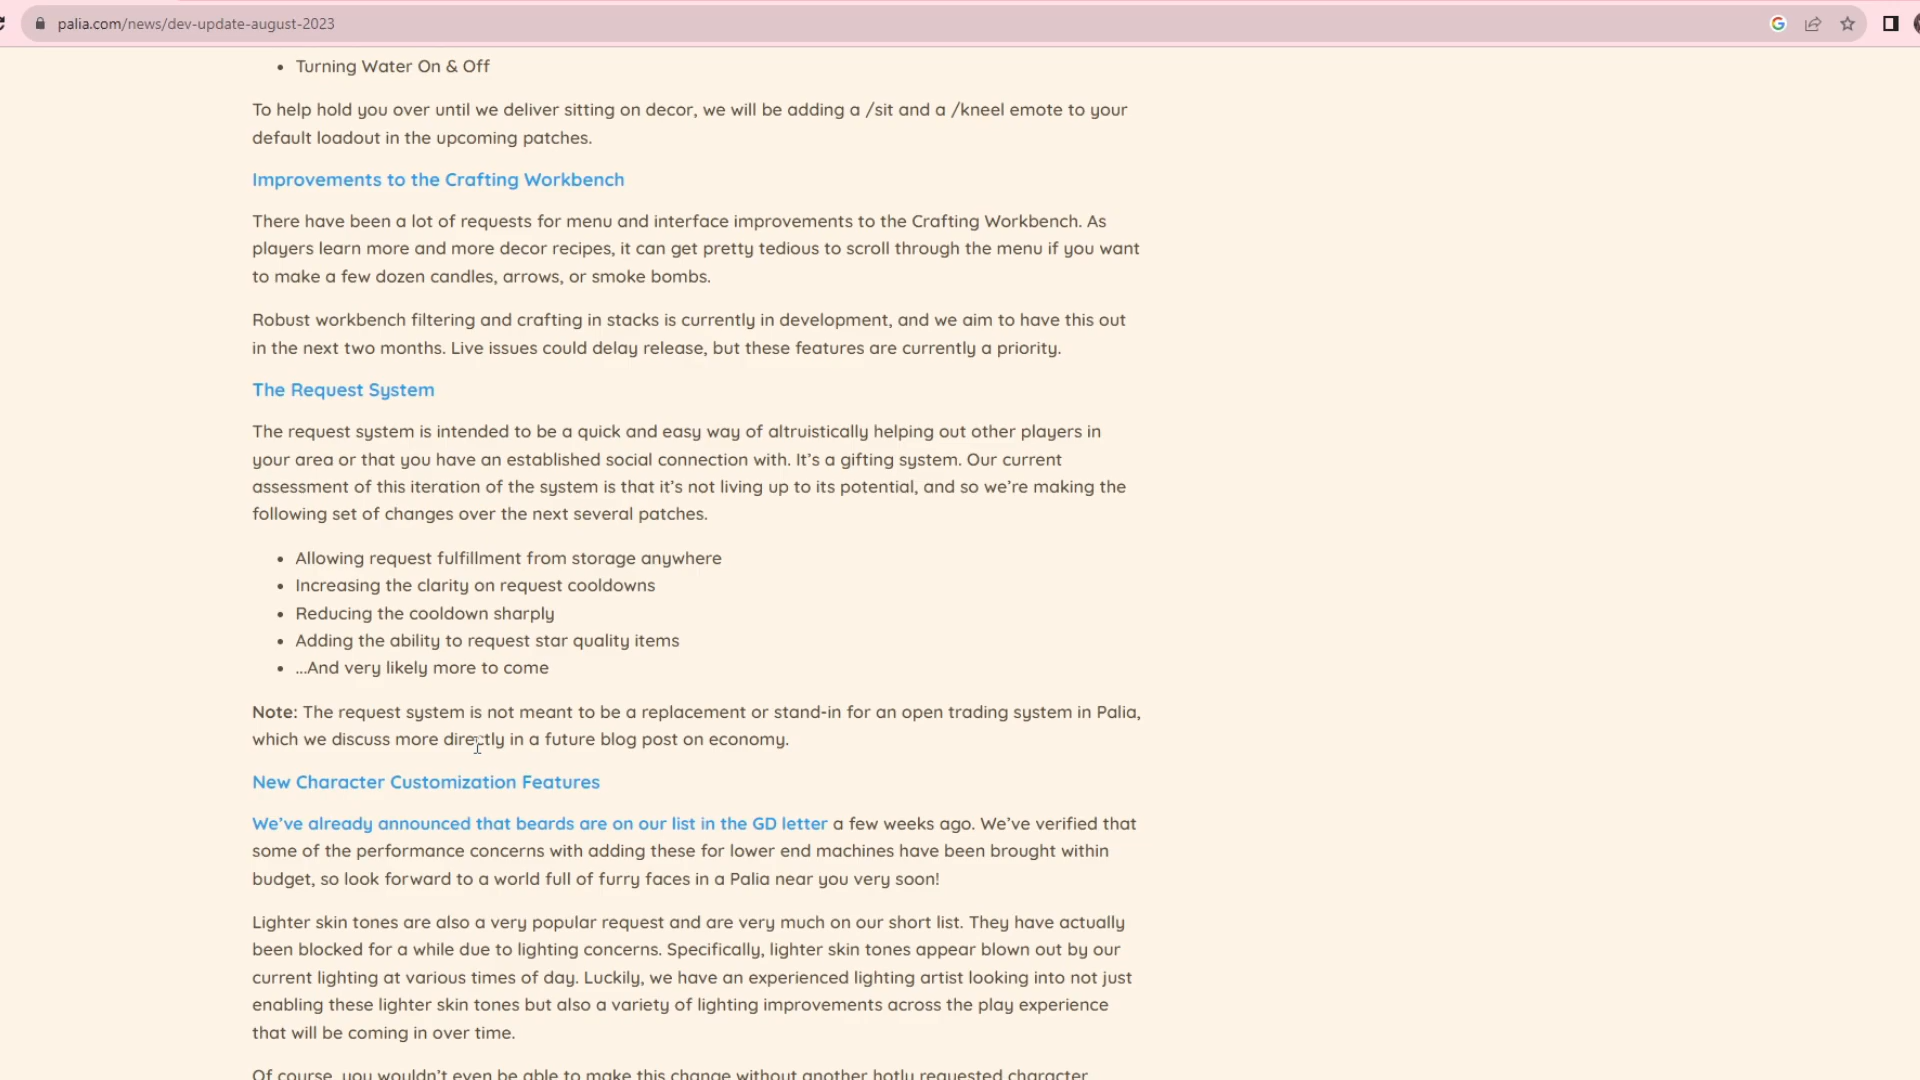 palia.com/news/dev-update-august-2023
• Turning Water On & Off
To help hold you over until we deliver sitting on decor, we will be adding a /sit and a /kneel emote to your
default loadout in the upcoming patches.
Improvements to the Crafting Workbench
There have been a lot of requests for menu and interface improvements to the Crafting Workbench. As
players learn more and more decor recipes, it can get pretty tedious to scroll through the menu if you want
to make a few dozen candles, arrows, or smoke bombs.
Robust workbench filtering and crafting in stacks is currently in development, and we aim to have this out
in the next two months. Live issues could delay release, but these features are currently a priority.
The Request System
The request system is intended to be a quick and easy way of altruistically helping out other players in
your area or that you have an established social connection with. It's a gifting system. Our current
assessment of this iteration of the system is that it's not living up to its potential, and so we're making the
following set of changes over the next several patches.
• Allowing request fulfillment from storage anywhere
• Increasing the clarity on request cooldowns
• Reducing the cooldown sharply
• Adding the ability to request star quality items
• ...And very likely more to come
Note: The request system is not meant to be a replacement or stand-in for an open trading system in Palia,
which we discuss more directly in a future blog post on economy.
New Character Customization Features
We've already announced that beards are on our list in the GD letter a few weeks ago. We've verified that
some of the performance concerns with adding these for lower end machines have been brought within
budget, so look forward to a world full of furry faces in a Palia near you very soon!
Lighter skin tones are also a very popular request and are very much on our short list. They have actually
been blocked for a while due to lighting concerns. Specifically, lighter skin tones appear blown out by our
current lighting at various times of day. Luckily, we have an experienced lighting artist looking into not just
enabling these lighter skin tones but also a variety of lighting improvements across the play experience
that will be coming in over time.
Of course, you wouldn't even be able to make this change without another hotly requested character